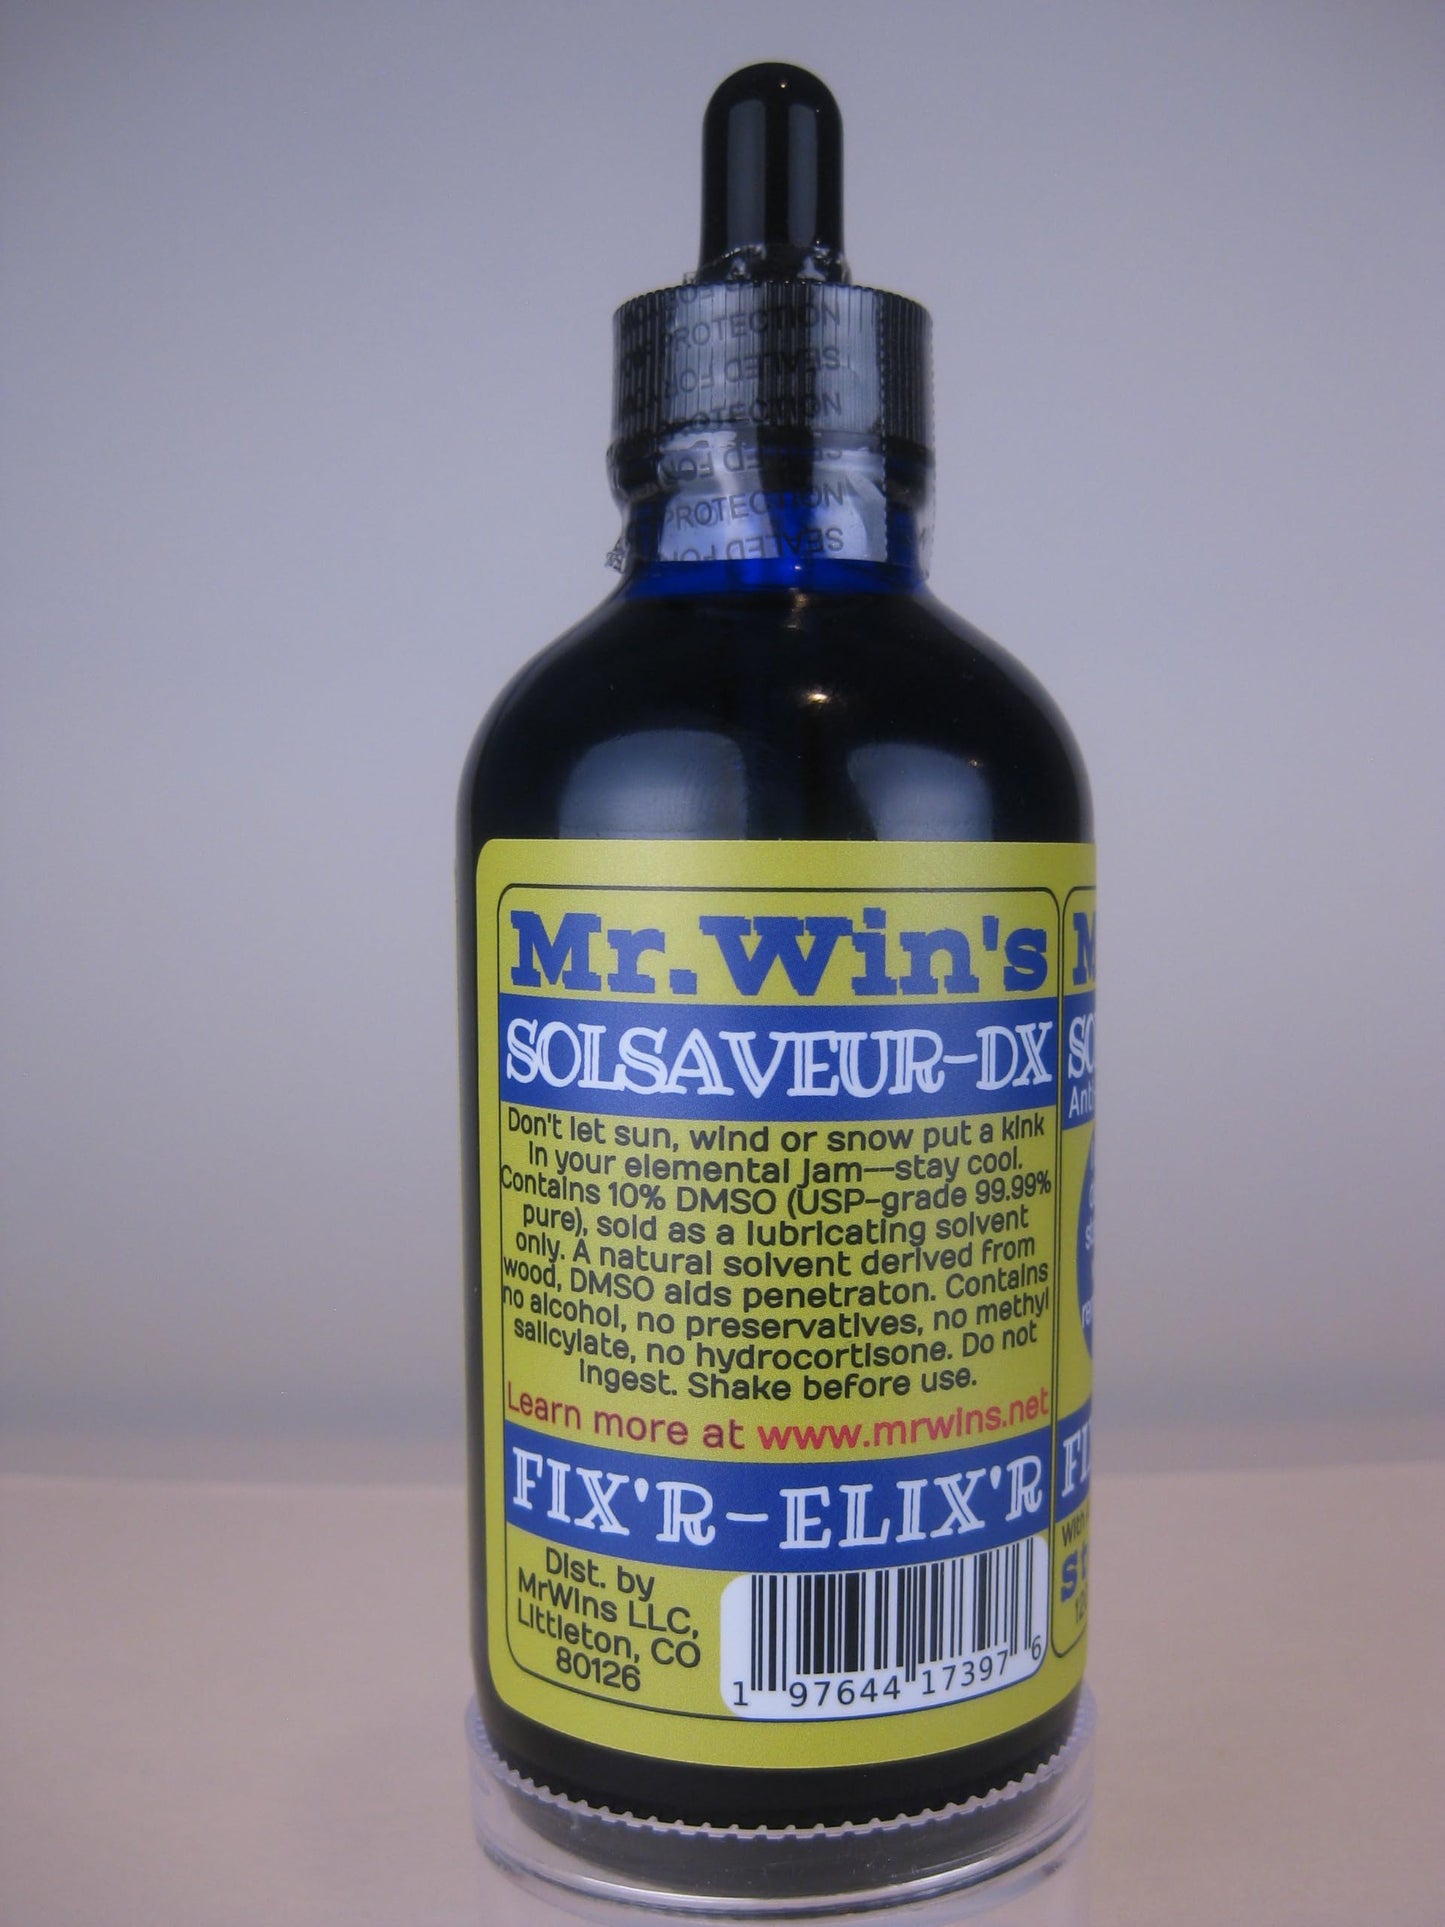 PROTECTION
SEALED FOR
PROTECTION
SEALED FOR
PROTECTION
SEALED FOR
Mr.Win's
SOLSAVEUR-DX
Don't let sun, wind or snow put a kink
in your elemental jam—stay cool.
Contains 10% DMSO (USP-grade 99.99%
pure), sold as a lubricating solvent
only. A natural solvent derived from
wood, DMSO aids penetraton. Contains
no alcohol, no preservatives, no methyl
salicylate, no hydrocortisone. Do not
ingest. Shake before use.
Learn more at www.mrwins.net
FIX'R-ELIX'R
Dist. by
MrWins LLC,
Littleton, CO
80126
1 97644 17397 6